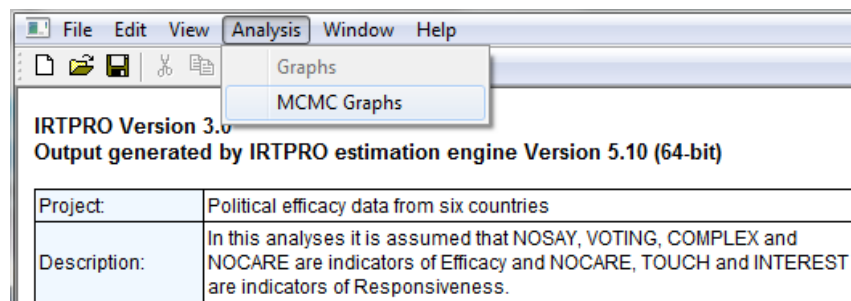 File Edit View Analysis Window Help
Graphs
MCMC Graphs
IRTPRO Version 3.0
Output generated by IRTPRO estimation engine Version 5.10 (64-bit)
Project: Political efficacy data from six countries
In this analyses it is assumed that NOSAY, VOTING, COMPLEX and
Description: NOCARE are indicators of Efficacy and NOCARE, TOUCH and INTEREST
are indicators of Responsiveness.